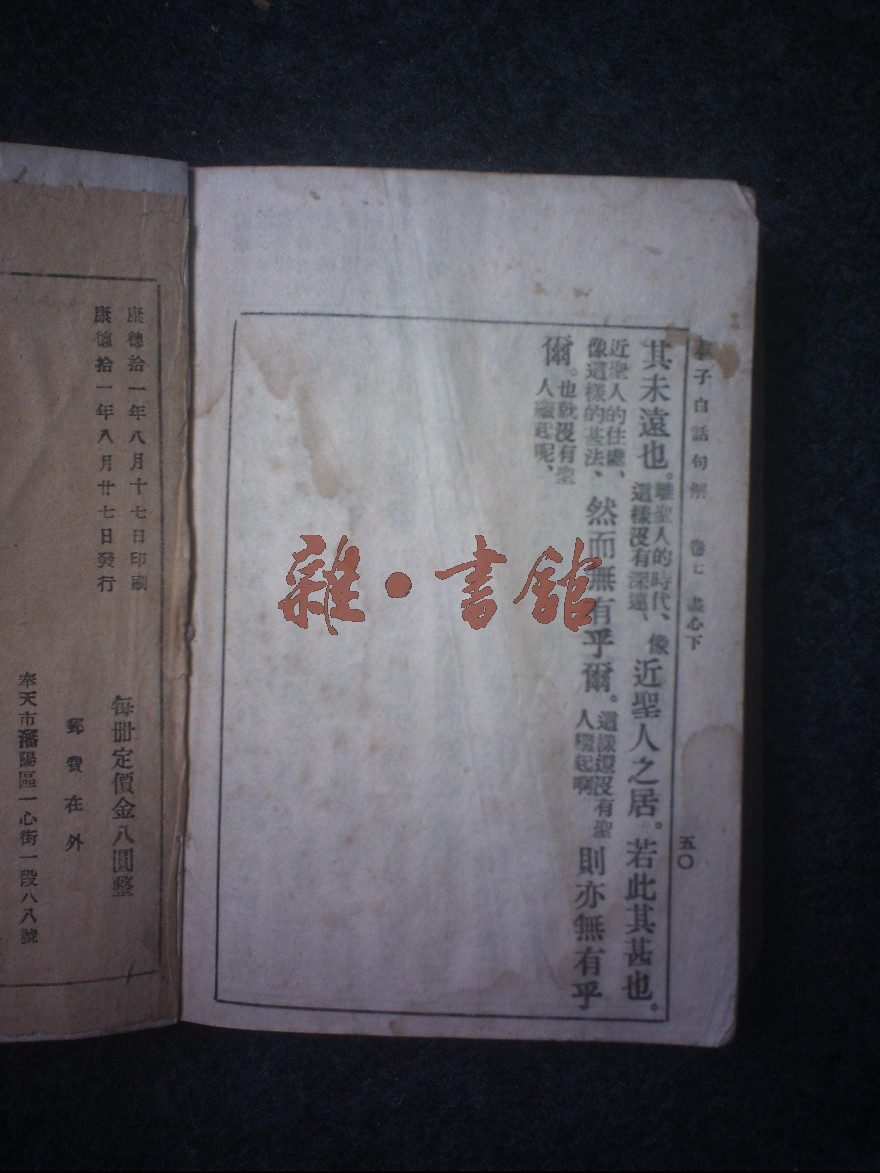 孟子白話句解　卷七　盡心下　五〇
其未遠也。離聖人的時代、像這樣沒有深遠、近聖人之居。若此其甚也。
近聖人的住處、像這樣的甚法、然而無有乎爾。這樣還沒有聖人繼起啊、則亦無有乎
爾。也就沒有聖人繼起呢、
雜·書館
康德拾一年八月十七日印刷
康德拾一年八月廿七日發行
每冊定價金八圓整
郵費在外
奉天市瀋陽區一心街一段八八號